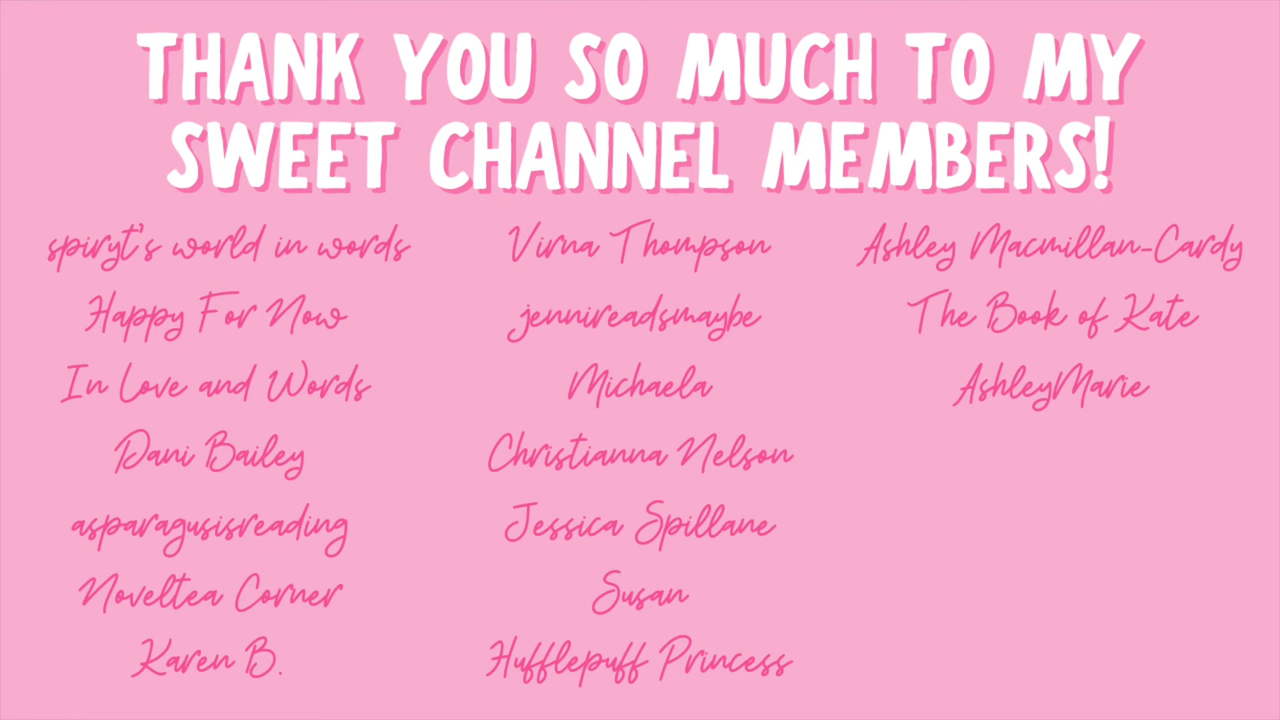 THANK YOU SO MUCH TO MY
SWEET CHANNEL MEMBERS!
spiryt's world in words
Happy For Now
In Love and Words
Dani Bailey
asparagusisreading
Noveltea Corner
Karen B.
Virna Thompson
jennireadsmaybe
Michaela
Christianna Nelson
Jessica Spillane
Susan
Hufflepuff Princess
Ashley Macmillan-Cardy
The Book of Kate
AshleyMarie